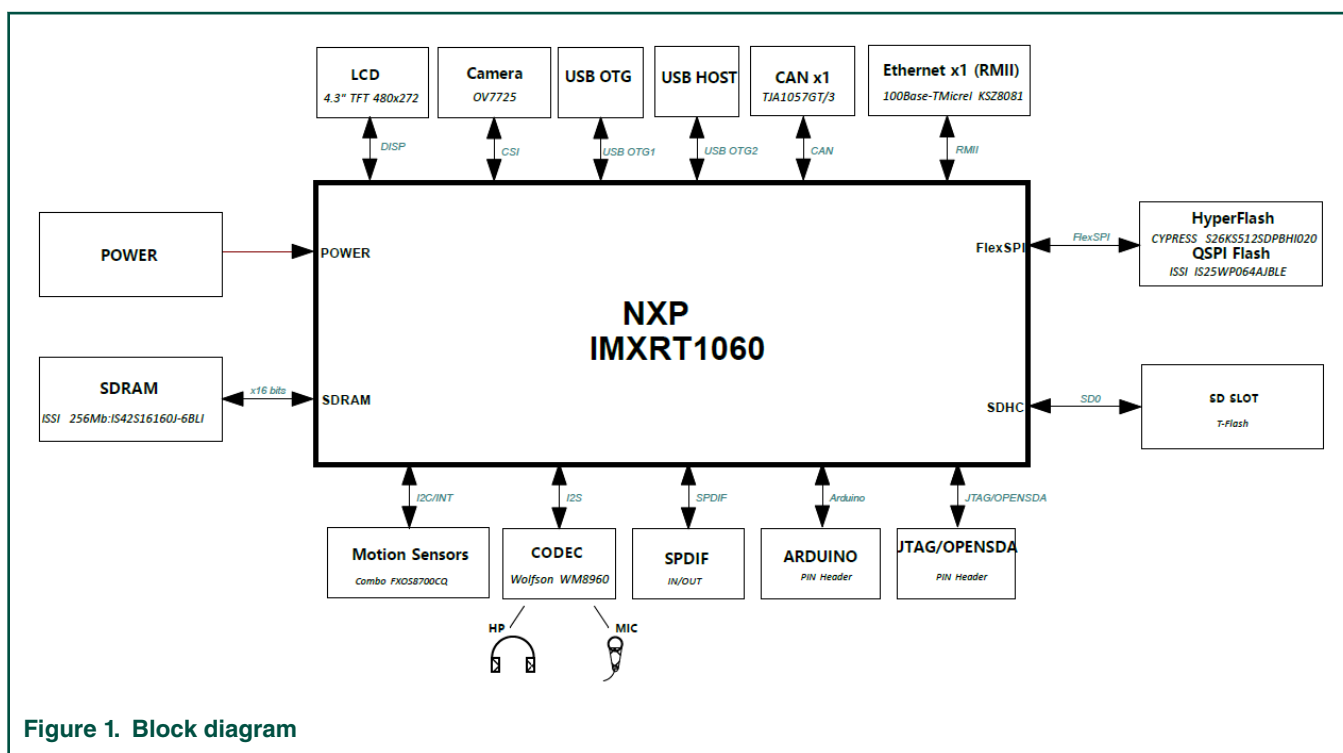 LCD
4.3" TFT 480x272
Camera
OV7725
USB OTG
USB HOST
CAN x1
TJA1057GT/3
Ethernet x1 (RMII)
100Base-TMicrel KSZ8081
DISP
CSI
USB OTG1
USB OTG2
CAN
RMII
POWER
POWER
NXP
IMXRT1060
FlexSPI
FlexSPI
HyperFlash
CYPRESS S26KS512SDPBHI020
QSPI Flash
ISSI IS25WP064AJBLE
SDRAM
ISSI 256Mb:IS42S16160J-6BLI
x16 bits
SDRAM
SDHC
SD0
SD SLOT
T-Flash
I2C/INT
I2S
SPDIF
Arduino
JTAG/OPENSDA
Motion Sensors
Combo FXOS8700CQ
CODEC
Wolfson WM8960
SPDIF
IN/OUT
ARDUINO
PIN Header
JTAG/OPENSDA
PIN Header
HP
MIC
Figure 1. Block diagram